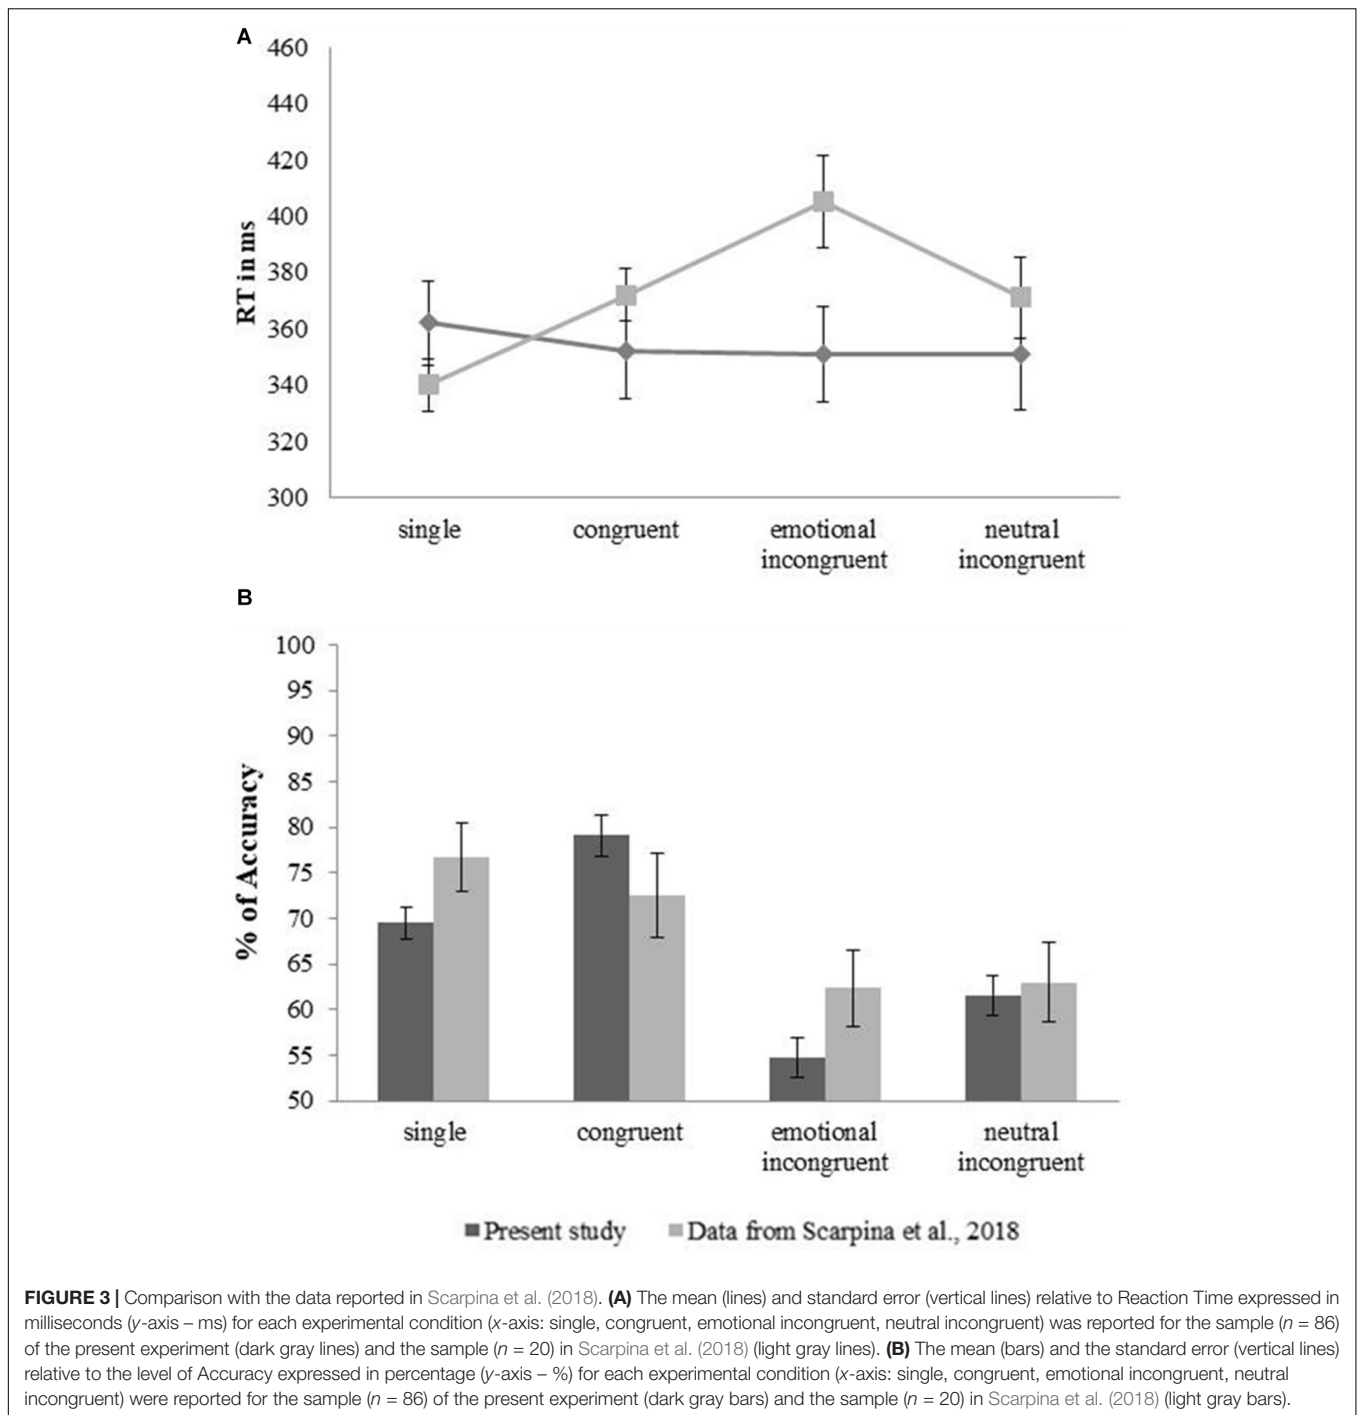 A
460
440
420
400
380
360
340
320
300
RT in ms
single congruent emotional incongruent neutral incongruent
B
100
95
90
85
80
75
70
65
60
55
50
% of Accuracy
single congruent emotional incongruent neutral incongruent
Present study Data from Scarpina et al., 2018
FIGURE 3 | Comparison with the data reported in Scarpina et al. (2018). (A) The mean (lines) and standard error (vertical lines) relative to Reaction Time expressed in
milliseconds (y-axis – ms) for each experimental condition (x-axis: single, congruent, emotional incongruent, neutral incongruent) was reported for the sample (n = 86)
of the present experiment (dark gray lines) and the sample (n = 20) in Scarpina et al. (2018) (light gray lines). (B) The mean (bars) and the standard error (vertical lines)
relative to the level of Accuracy expressed in percentage (y-axis – %) for each experimental condition (x-axis: single, congruent, emotional incongruent, neutral
incongruent) were reported for the sample (n = 86) of the present experiment (dark gray bars) and the sample (n = 20) in Scarpina et al. (2018) (light gray bars).